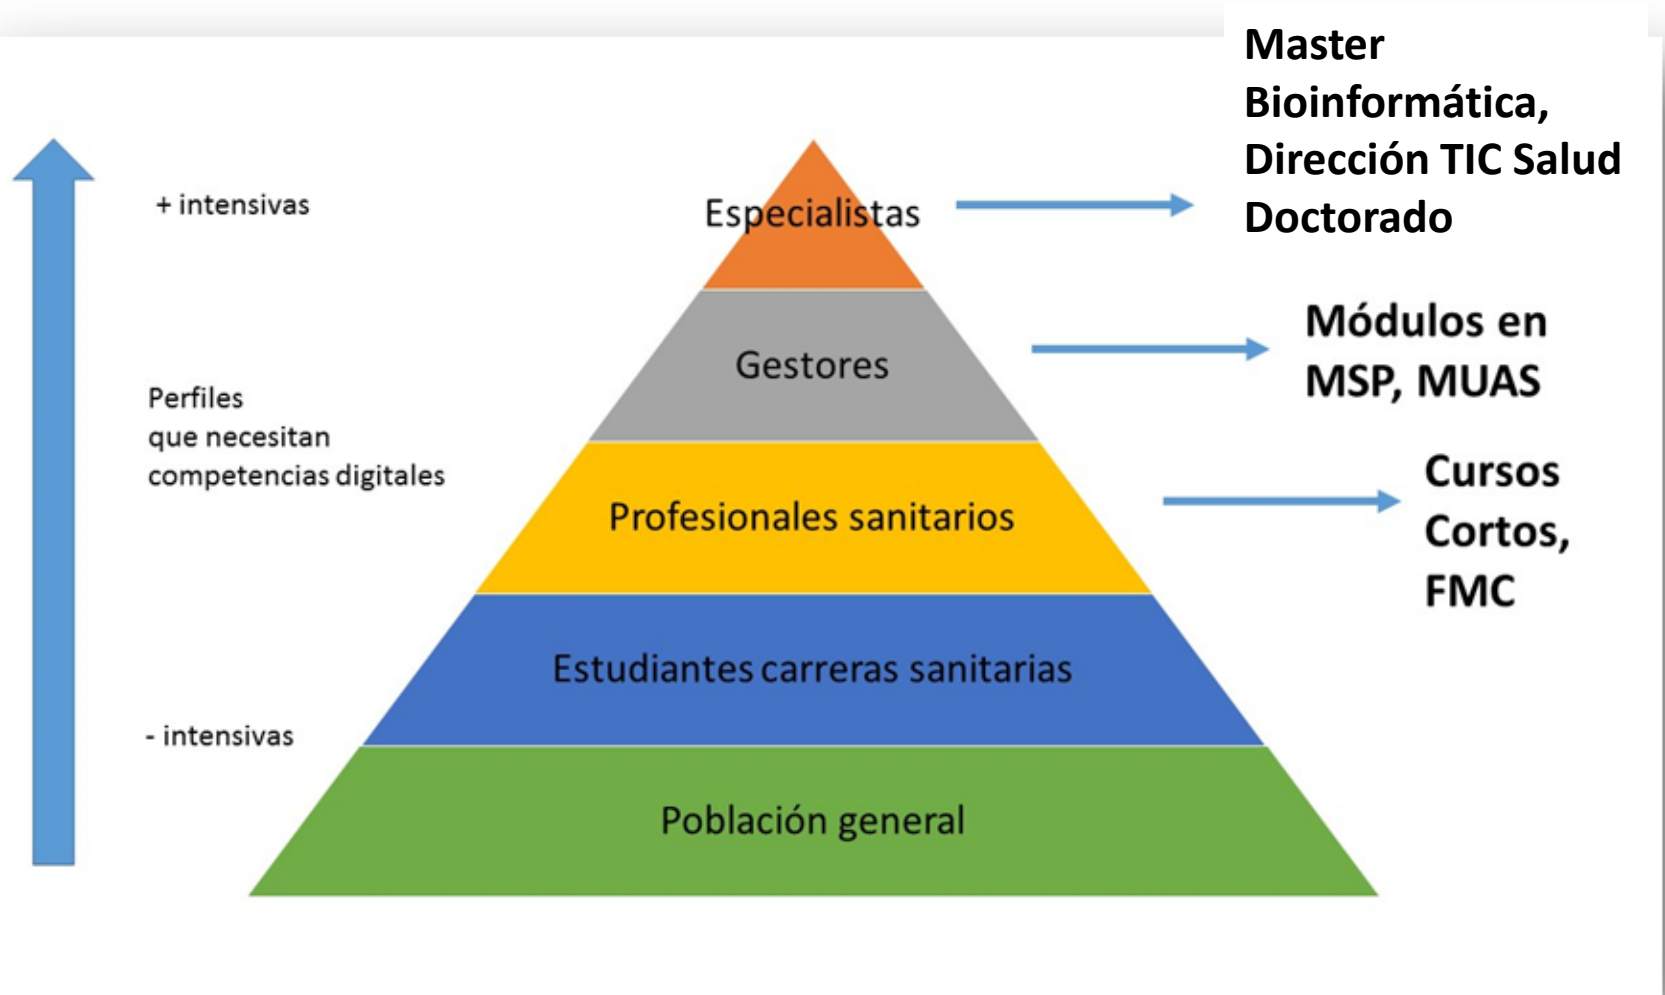 Master
Bioinformática,
Dirección TIC Salud
Doctorado
+ intensivas
Especialistas
Módulos en
MSP, MUAS
Gestores
Perfiles
que necesitan
competencias digitales
Cursos
Cortos,
FMC
Profesionales sanitarios
Estudiantes carreras sanitarias
- intensivas
Población general